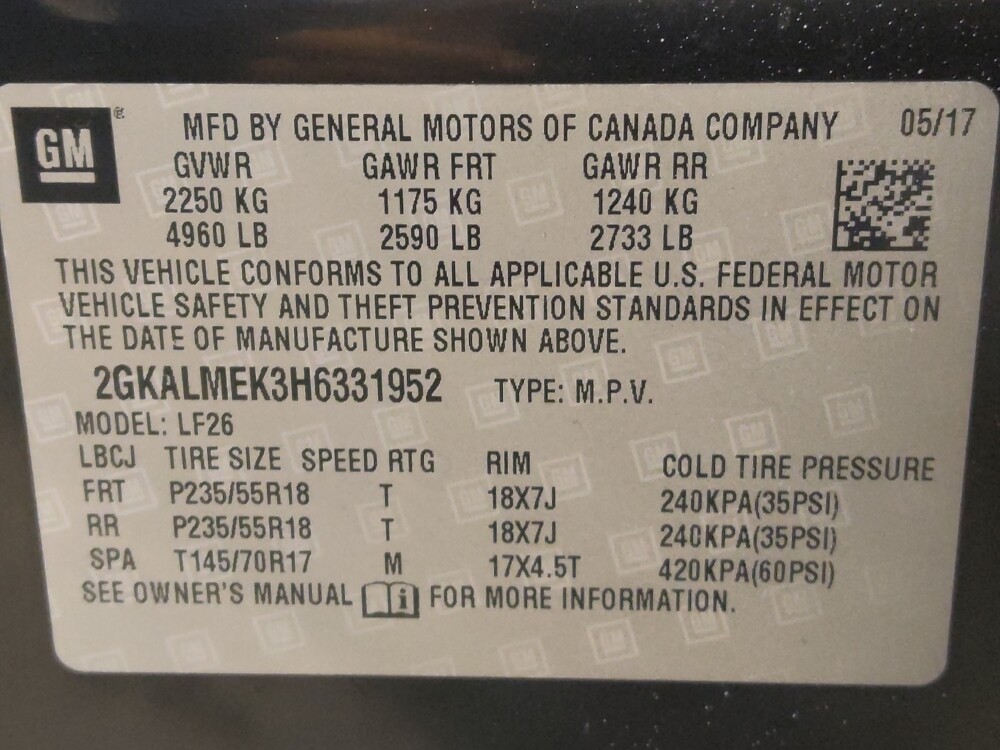 GM ® MFD BY GENERAL MOTORS OF CANADA COMPANY 05/17
GVWR GAWR FRT GAWR RR
2250 KG 1175 KG 1240 KG
4960 LB 2590 LB 2733 LB
THIS VEHICLE CONFORMS TO ALL APPLICABLE U.S. FEDERAL MOTOR
VEHICLE SAFETY AND THEFT PREVENTION STANDARDS IN EFFECT ON
THE DATE OF MANUFACTURE SHOWN ABOVE.
2GKALMEK3H6331952 TYPE: M.P.V.
MODEL: LF26
LBCJ TIRE SIZE SPEED RTG RIM COLD TIRE PRESSURE
FRT P235/55R18 T 18X7J 240KPA(35PSI)
RR P235/55R18 T 18X7J 240KPA(35PSI)
SPA T145/70R17 M 17X4.5T 420KPA(60PSI)
SEE OWNER'S MANUAL i FOR MORE INFORMATION.